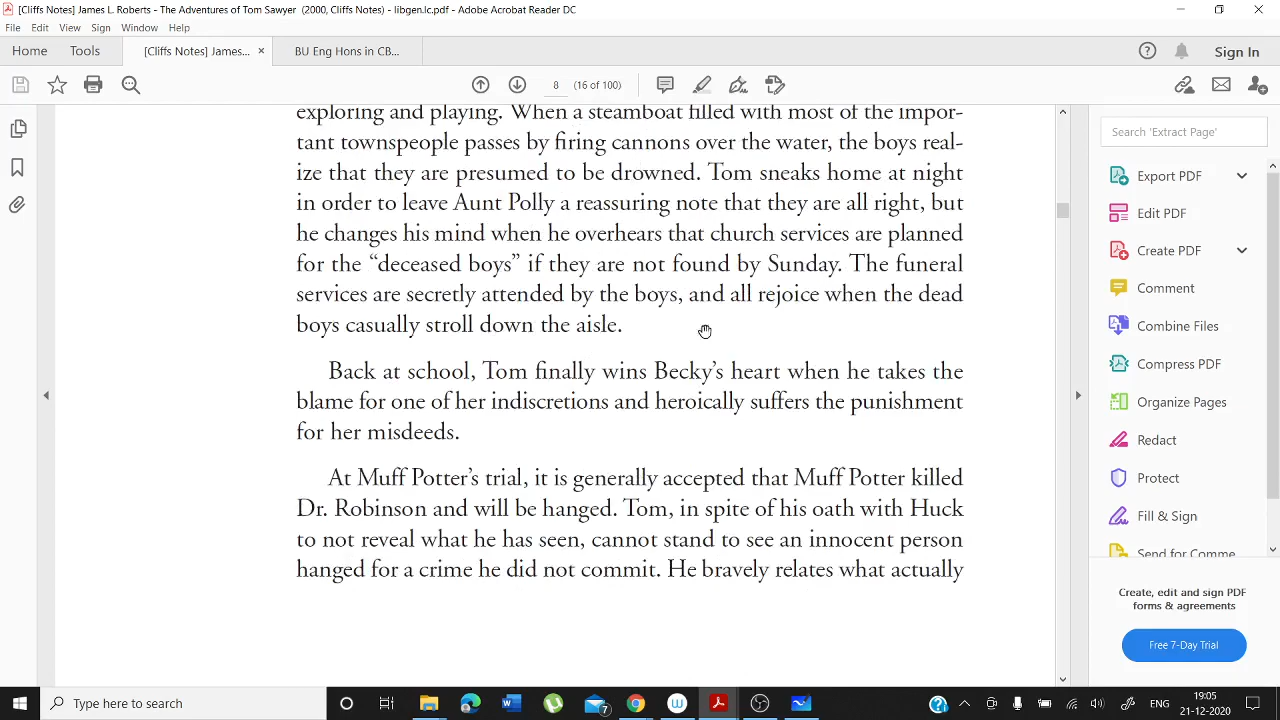 [Cliffs Notes] James L. Roberts - The Adventures of Tom Sawyer (2000, Cliffs Notes) - libgen.lc.pdf - Adobe Acrobat Reader DC
File Edit View Sign Window Help
Home Tools [Cliffs Notes] James... × BU Eng Hons in CB... Sign In
8 (16 of 100)
exploring and playing. When a steamboat filled with most of the impor-
tant townspeople passes by firing cannons over the water, the boys real-
ize that they are presumed to be drowned. Tom sneaks home at night
in order to leave Aunt Polly a reassuring note that they are all right, but
he changes his mind when he overhears that church services are planned
for the “deceased boys” if they are not found by Sunday. The funeral
services are secretly attended by the boys, and all rejoice when the dead
boys casually stroll down the aisle.
Back at school, Tom finally wins Becky’s heart when he takes the
blame for one of her indiscretions and heroically suffers the punishment
for her misdeeds.
At Muff Potter’s trial, it is generally accepted that Muff Potter killed
Dr. Robinson and will be hanged. Tom, in spite of his oath with Huck
to not reveal what he has seen, cannot stand to see an innocent person
hanged for a crime he did not commit. He bravely relates what actually
Search 'Extract Page'
Export PDF
Edit PDF
Create PDF
Comment
Combine Files
Compress PDF
Organize Pages
Redact
Protect
Fill & Sign
Send for Comme
Create, edit and sign PDF
forms & agreements
Free 7-Day Trial
Type here to search
7
ENG
19:05
21-12-2020